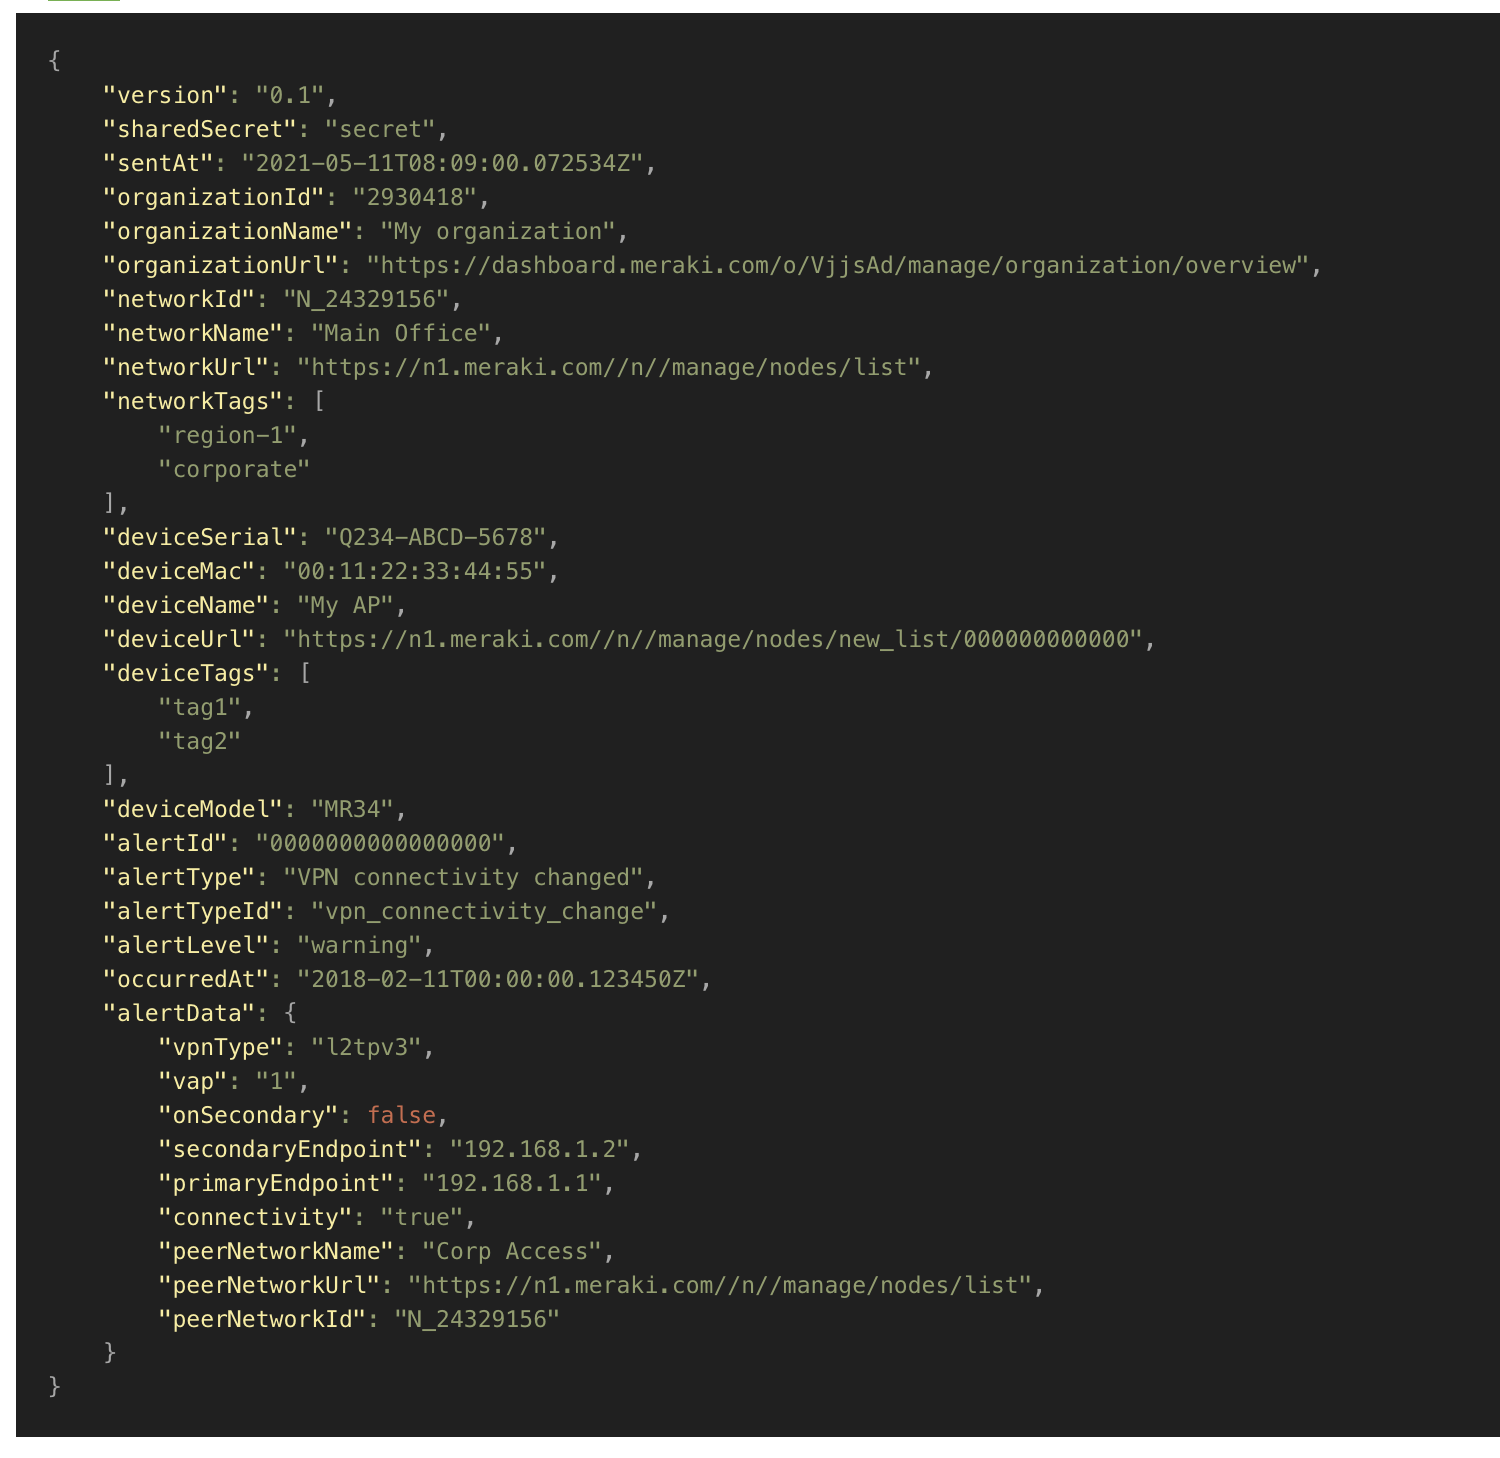 {
    "version": "0.1",
    "sharedSecret": "secret",
    "sentAt": "2021-05-11T08:09:00.072534Z",
    "organizationId": "2930418",
    "organizationName": "My organization",
    "organizationUrl": "https://dashboard.meraki.com/o/VjjsAd/manage/organization/overview",
    "networkId": "N_24329156",
    "networkName": "Main Office",
    "networkUrl": "https://n1.meraki.com//n//manage/nodes/list",
    "networkTags": [
        "region-1",
        "corporate"
    ],
    "deviceSerial": "Q234-ABCD-5678",
    "deviceMac": "00:11:22:33:44:55",
    "deviceName": "My AP",
    "deviceUrl": "https://n1.meraki.com//n//manage/nodes/new_list/000000000000",
    "deviceTags": [
        "tag1",
        "tag2"
    ],
    "deviceModel": "MR34",
    "alertId": "0000000000000000",
    "alertType": "VPN connectivity changed",
    "alertTypeId": "vpn_connectivity_change",
    "alertLevel": "warning",
    "occurredAt": "2018-02-11T00:00:00.123450Z",
    "alertData": {
        "vpnType": "l2tpv3",
        "vap": "1",
        "onSecondary": false,
        "secondaryEndpoint": "192.168.1.2",
        "primaryEndpoint": "192.168.1.1",
        "connectivity": "true",
        "peerNetworkName": "Corp Access",
        "peerNetworkUrl": "https://n1.meraki.com//n//manage/nodes/list",
        "peerNetworkId": "N_24329156"
    }
}